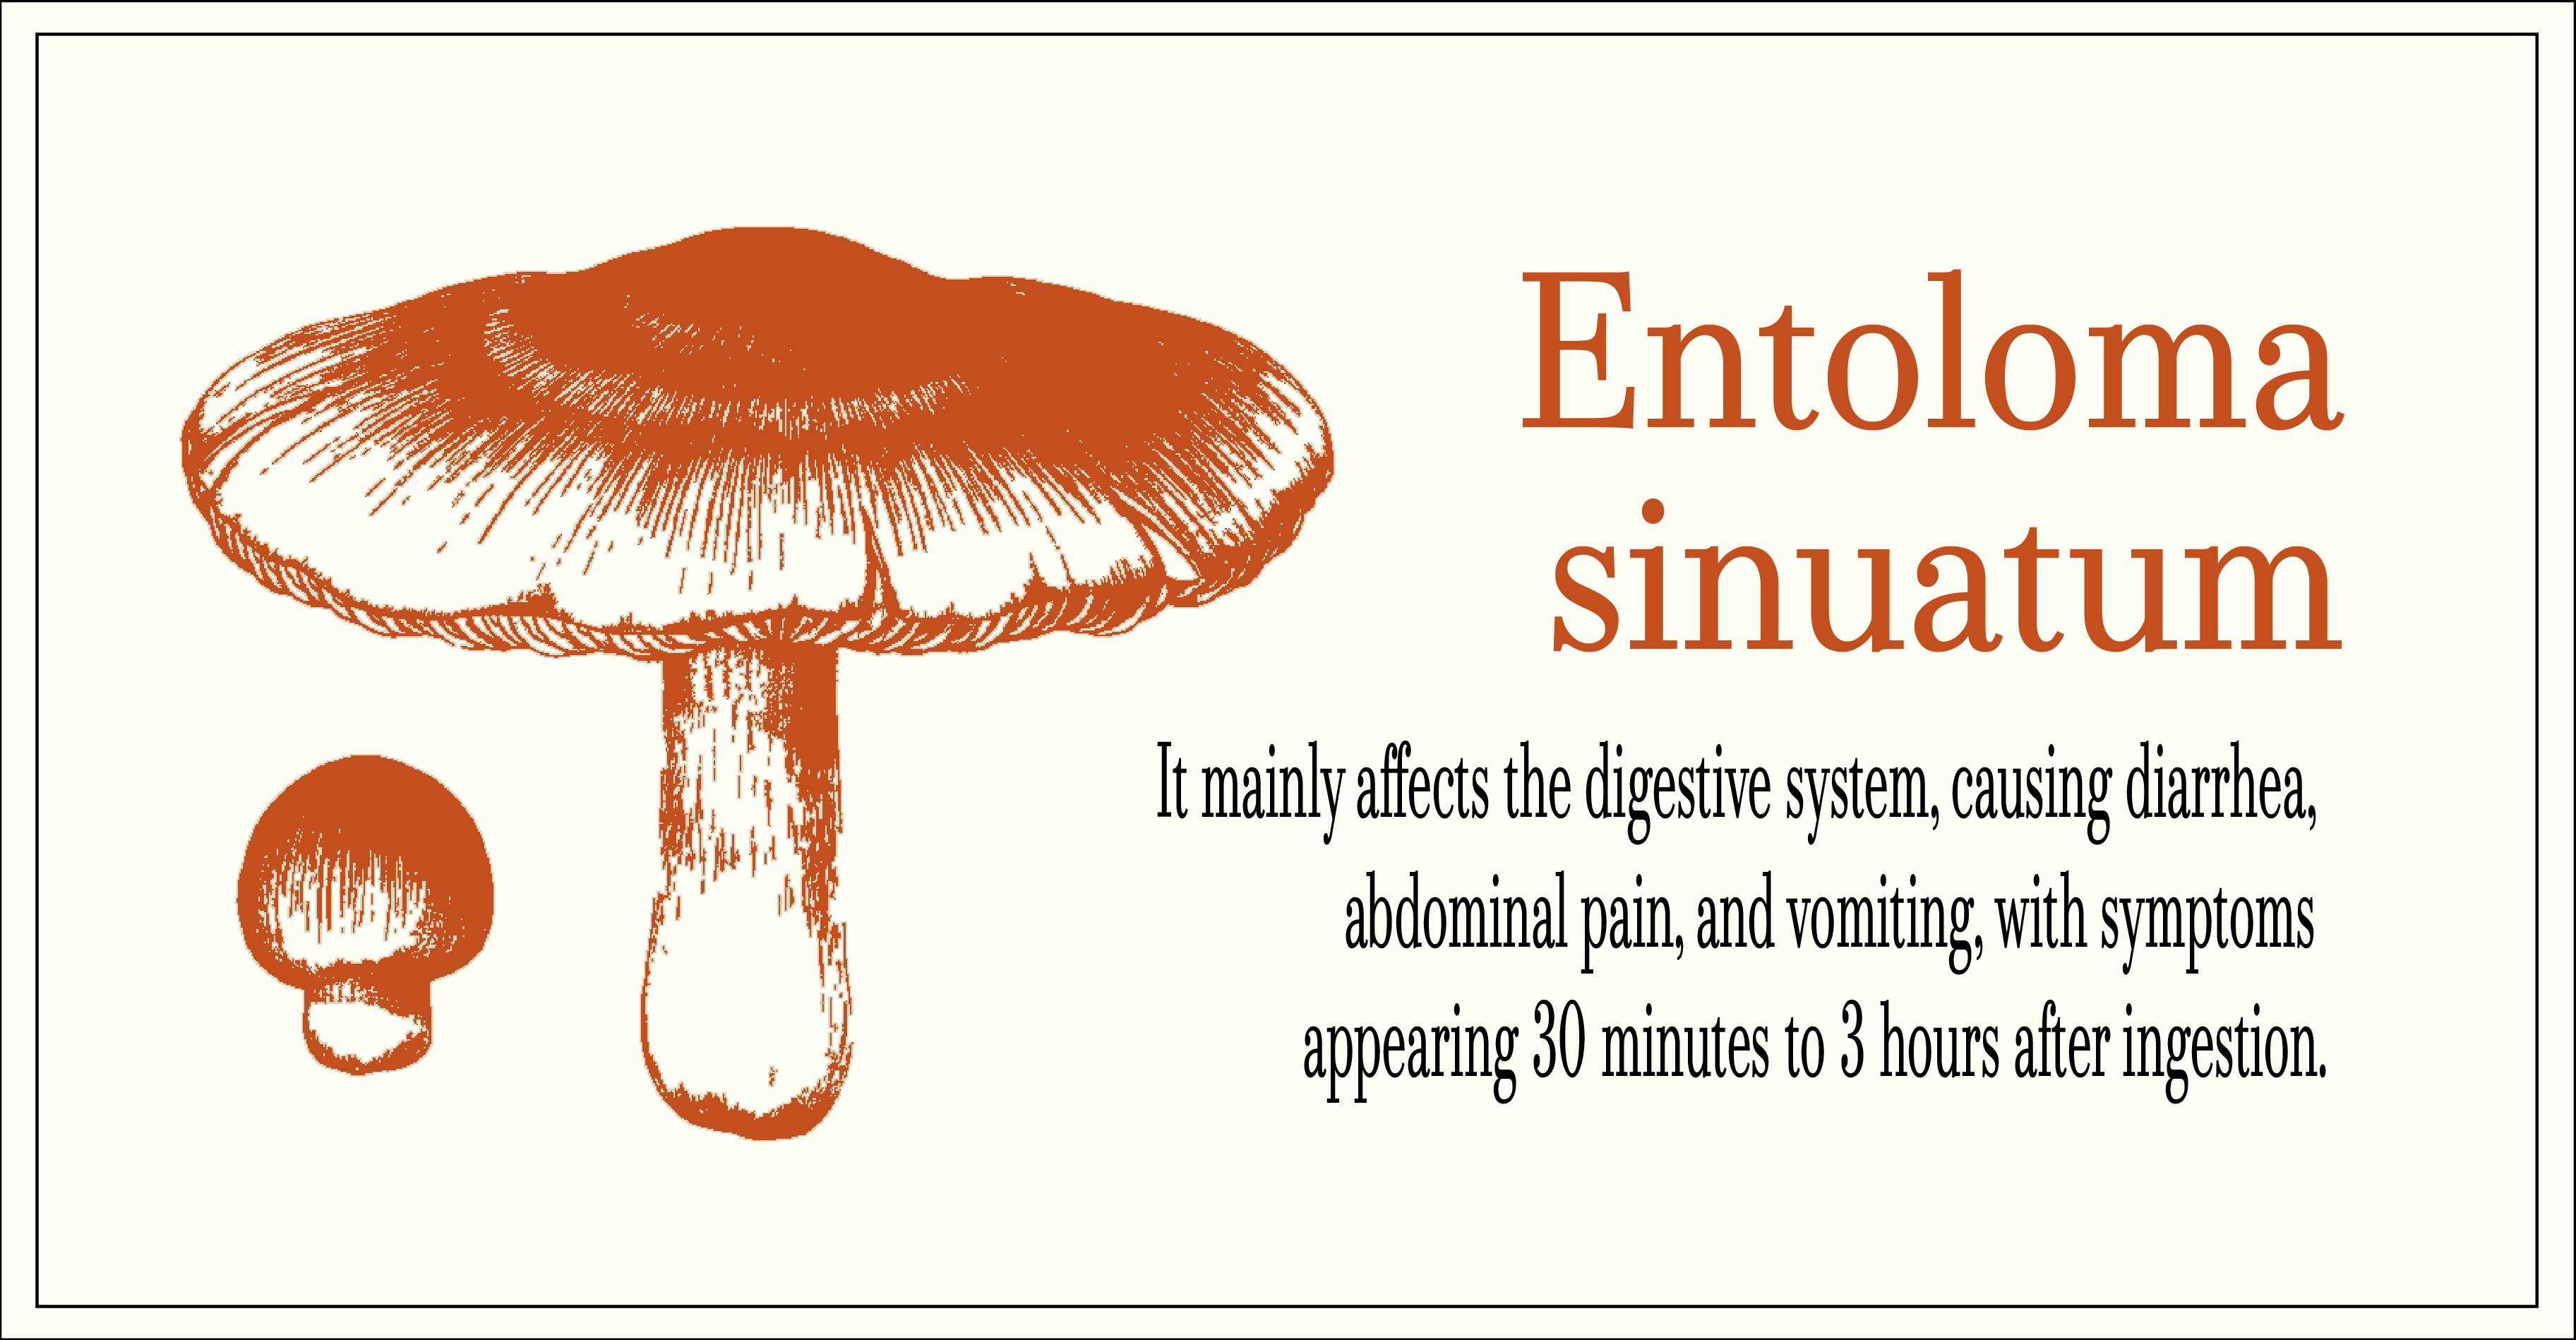 Entoloma
sinuatum
It mainly affects the digestive system, causing diarrhea,
abdominal pain, and vomiting, with symptoms
appearing 30 minutes to 3 hours after ingestion.